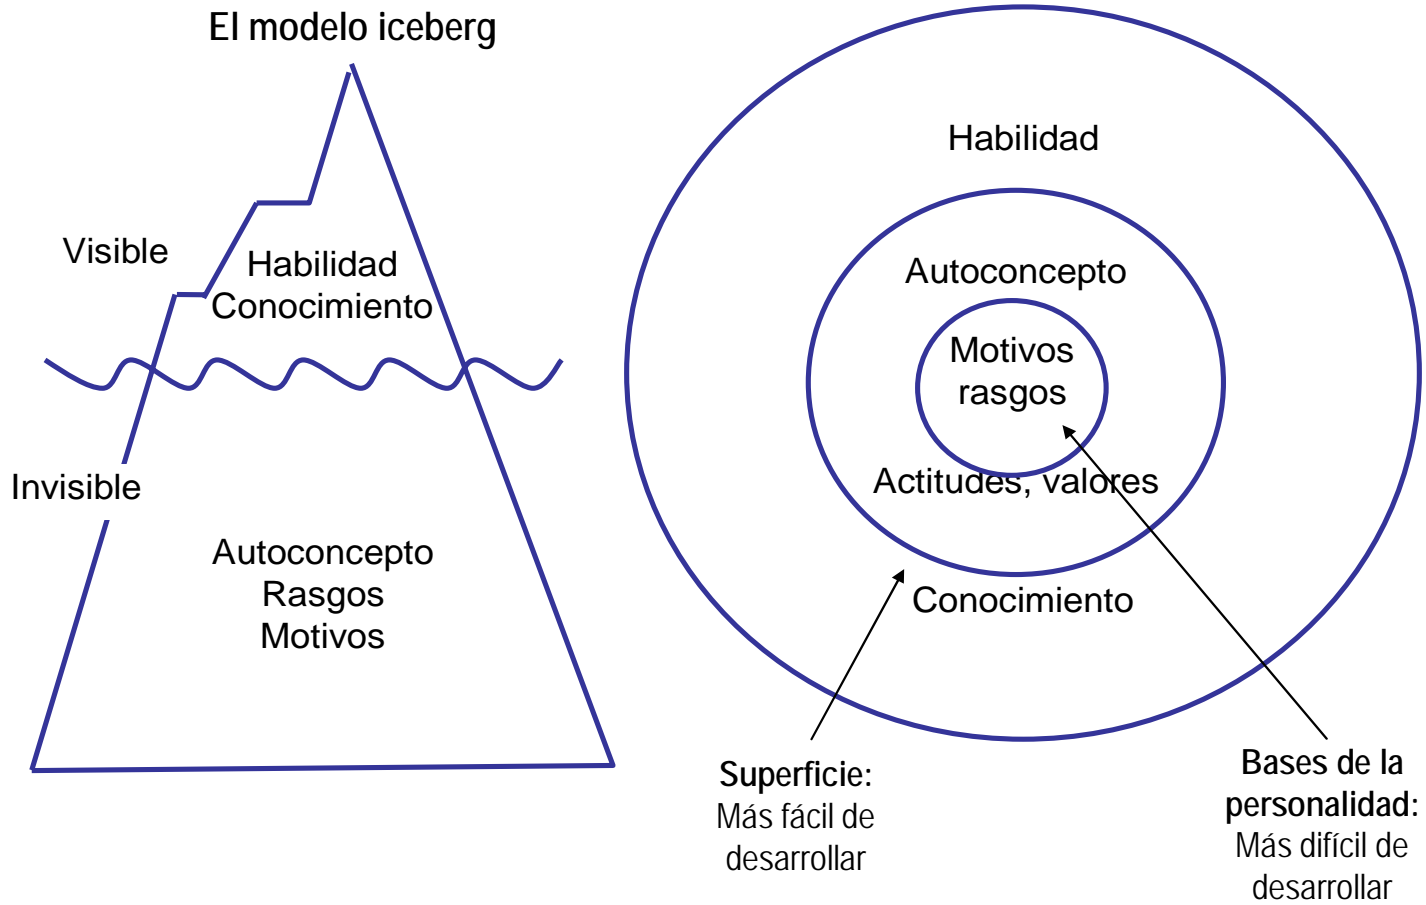 El modelo iceberg
Visible
Habilidad
Conocimiento
Invisible
Autoconcepto
Rasgos
Motivos
Habilidad
Autoconcepto
Motivos
rasgos
Actitudes, valores
Conocimiento
Superficie:
Más fácil de
desarrollar
Bases de la
personalidad:
Más difícil de
desarrollar